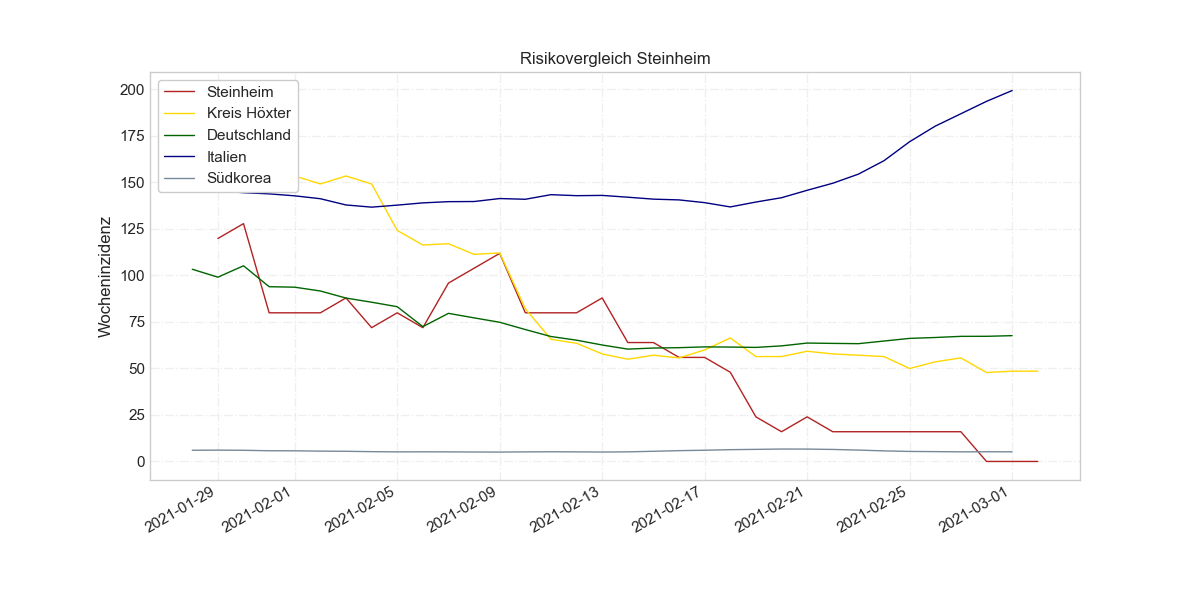 Risikovergleich Steinheim
Steinheim
Kreis Höxter
Deutschland
Italien
Südkorea
Wocheninzidenz
200
175
150
125
100
75
50
25
0
2021-01-29
2021-02-01
2021-02-05
2021-02-09
2021-02-13
2021-02-17
2021-02-21
2021-02-25
2021-03-01